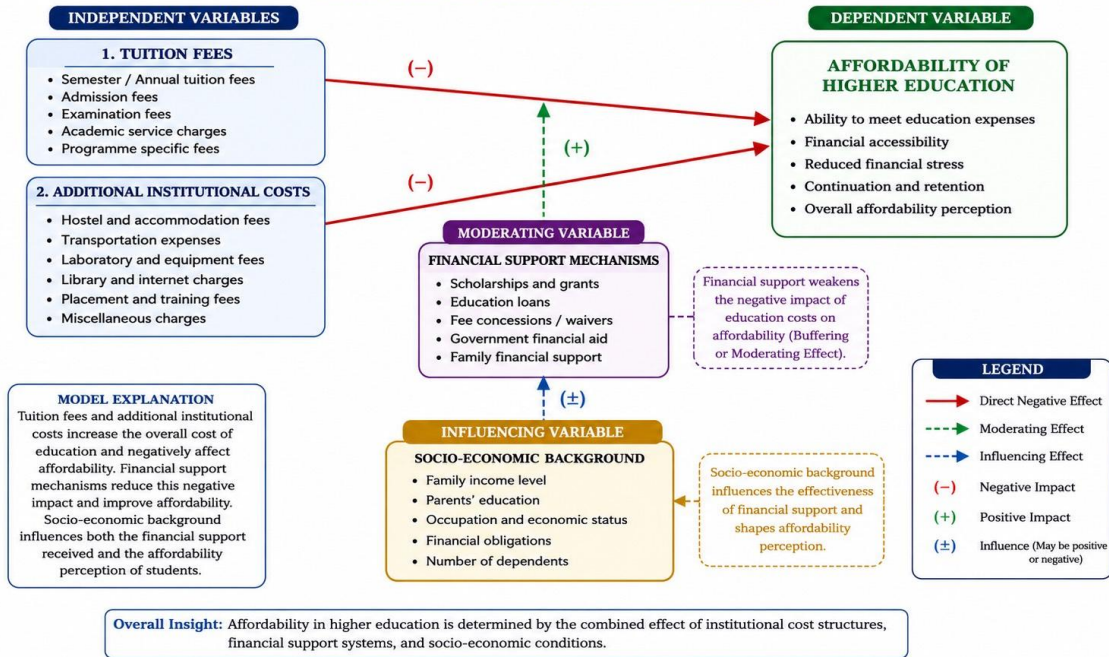 INDEPENDENT VARIABLES
1. TUITION FEES
• Semester / Annual tuition fees
• Admission fees
• Examination fees
• Academic service charges
• Programme specific fees
2. ADDITIONAL INSTITUTIONAL COSTS
• Hostel and accommodation fees
• Transportation expenses
• Laboratory and equipment fees
• Library and internet charges
• Placement and training fees
• Miscellaneous charges
(−)
(−)
(+)
DEPENDENT VARIABLE
AFFORDABILITY OF
HIGHER EDUCATION
• Ability to meet education expenses
• Financial accessibility
• Reduced financial stress
• Continuation and retention
• Overall affordability perception
MODERATING VARIABLE
FINANCIAL SUPPORT MECHANISMS
• Scholarships and grants
• Education loans
• Fee concessions / waivers
• Government financial aid
• Family financial support
Financial support weakens
the negative impact of
education costs on
affordability (Buffering
or Moderating Effect).
(±)
INFLUENCING VARIABLE
SOCIO-ECONOMIC BACKGROUND
• Family income level
• Parents' education
• Occupation and economic status
• Financial obligations
• Number of dependents
Socio-economic background
influences the effectiveness
of financial support and
shapes affordability
perception.
MODEL EXPLANATION
Tuition fees and additional institutional
costs increase the overall cost of
education and negatively affect
affordability. Financial support
mechanisms reduce this negative
impact and improve affordability.
Socio-economic background
influences both the financial support
received and the affordability
perception of students.
LEGEND
Direct Negative Effect
Moderating Effect
Influencing Effect
(−) Negative Impact
(+) Positive Impact
(±) Influence (May be positive
or negative)
Overall Insight: Affordability in higher education is determined by the combined effect of institutional cost structures,
financial support systems, and socio-economic conditions.